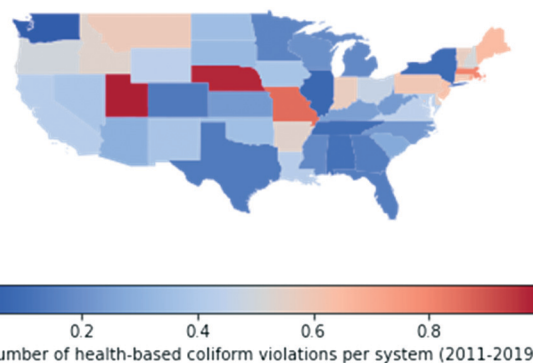 0.2 0.4 0.6 0.8
umber of health-based coliform violations per system (2011-2019